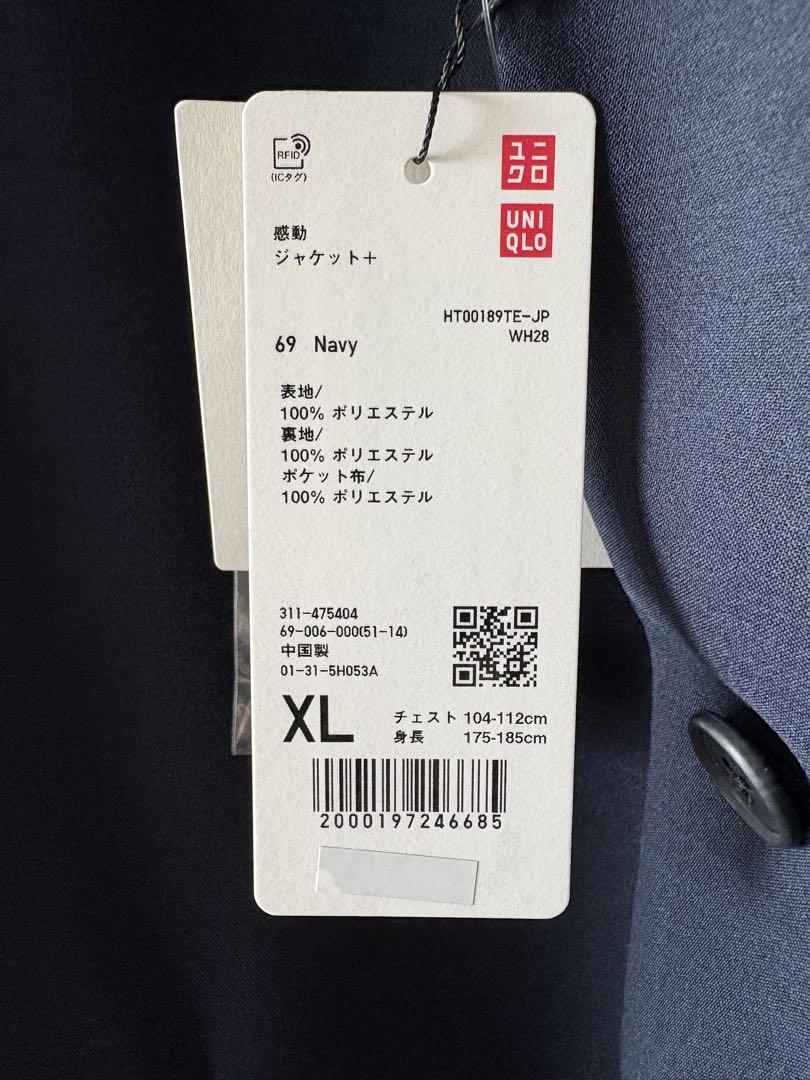 RFID
(ICタグ)
ユニ
クロ
UNI
QLO
感動
ジャケット+
HT00189TE-JP
WH28
69 Navy
表地/
100% ポリエステル
裏地/
100% ポリエステル
ポケット布/
100% ポリエステル
311-475404
69-006-000(51-14)
中国製
01-31-5H053A
XL
チェスト 104-112cm
身長 175-185cm
2000197246685